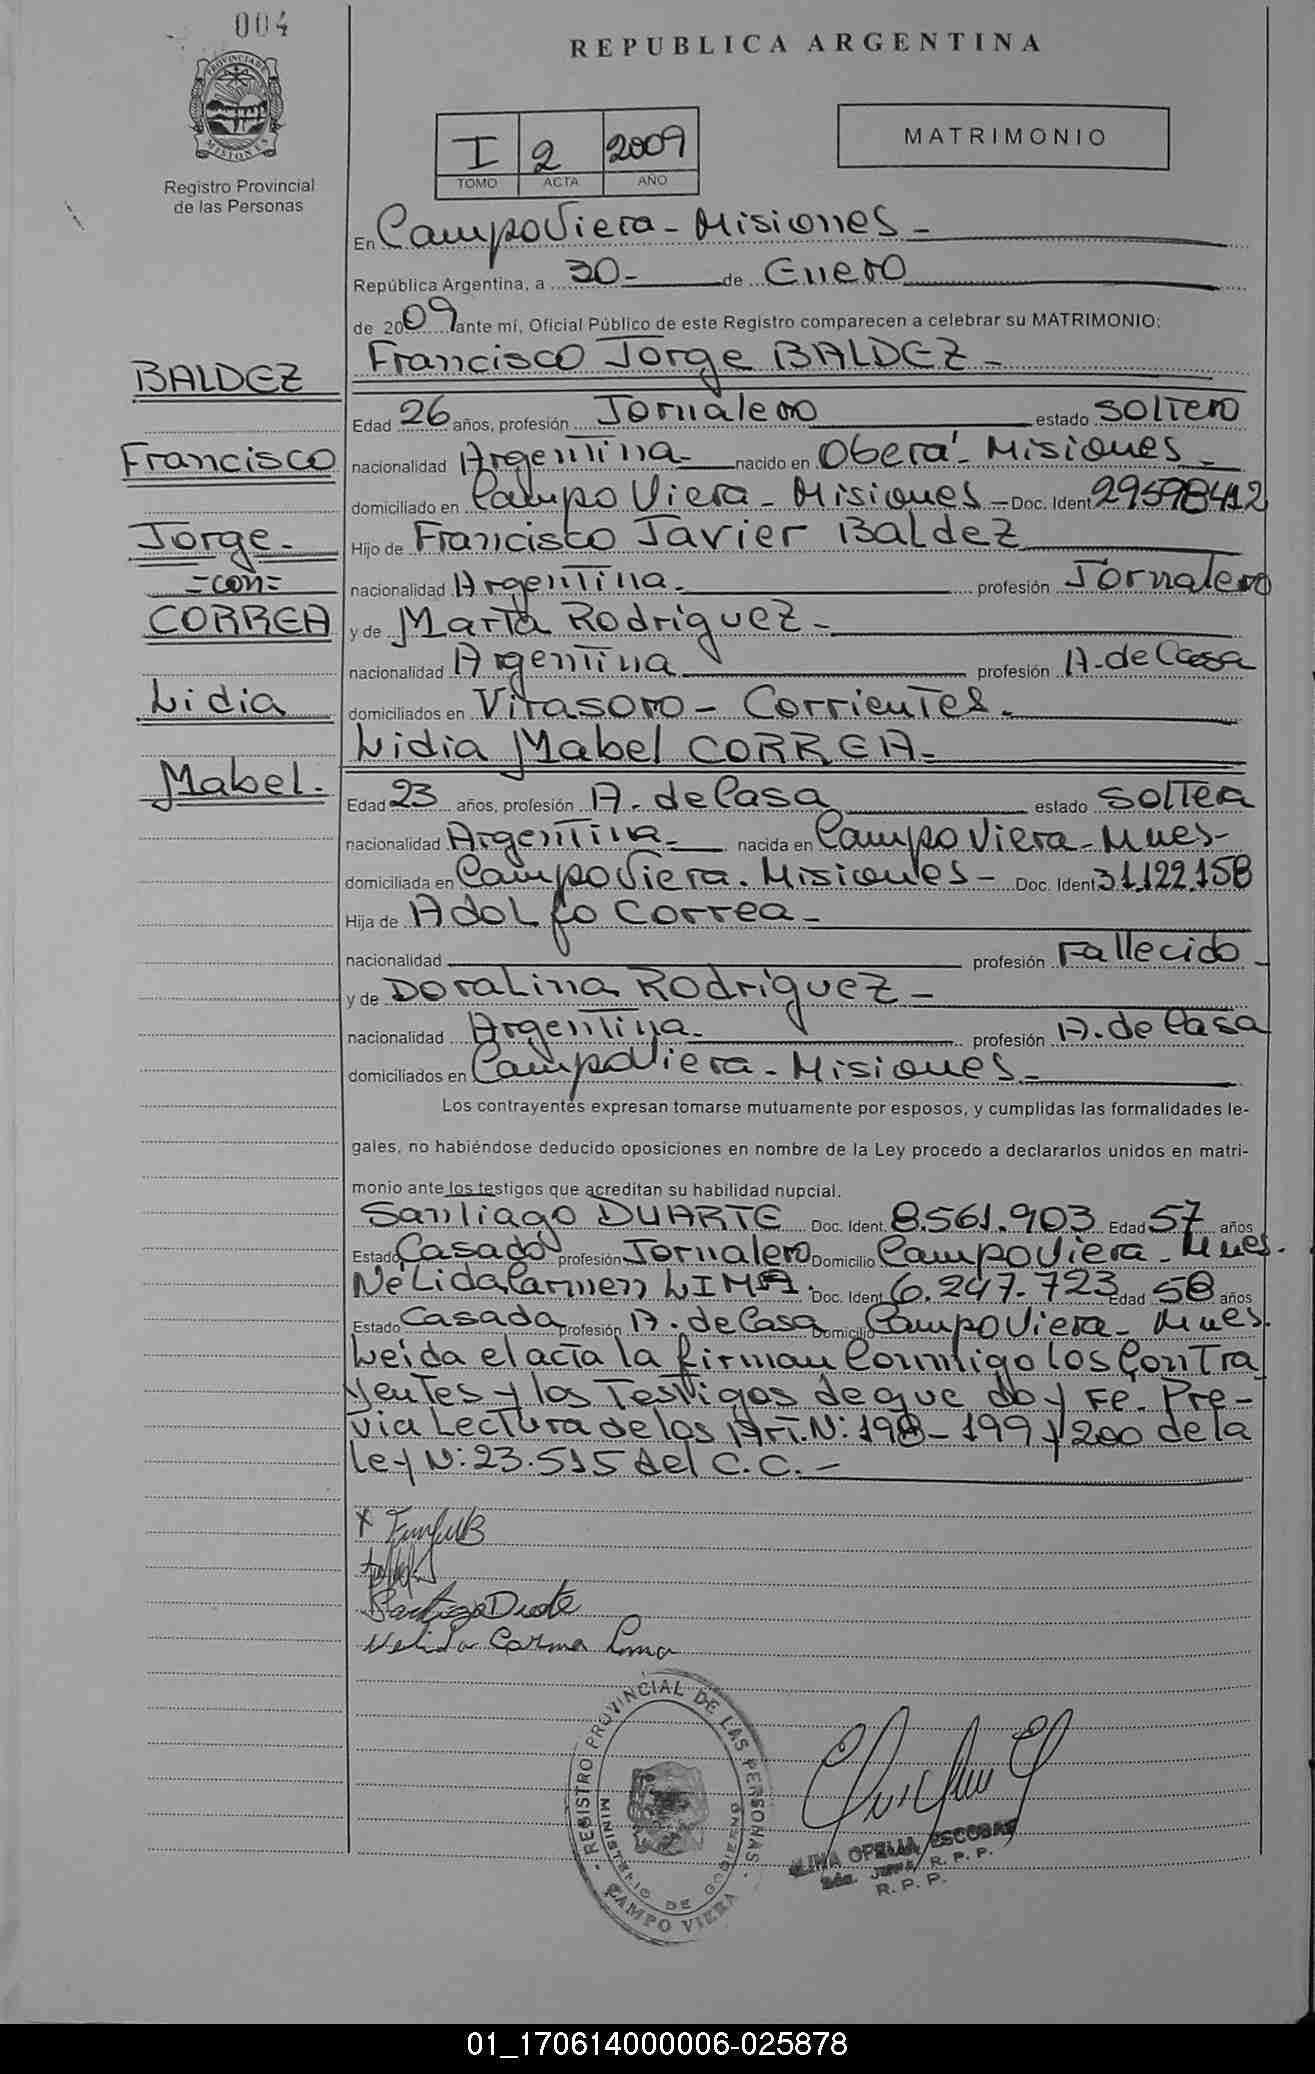 004
REPUBLICA ARGENTINA
PROVINCIA DE
MISIONES
Registro Provincial
de las Personas
I 2 2009
TOMO ACTA AÑO
MATRIMONIO
En Campo Viera - Misiones -
República Argentina, a 30 - de Enero
de 2009 ante mí, Oficial Público de este Registro comparecen a celebrar su MATRIMONIO:
BALDEZ
Francisco
Jorge -
=con=
CORREA
Lidia
Mabel.
Francisco Jorge BALDEZ -
Edad 26 años, profesión Jornalero estado SOLTERO
nacionalidad Argentina - nacido en Oberá - Misiones -
domiciliado en Campo Viera - Misiones - Doc. Ident. 29598412
Hijo de Francisco Javier Baldez
nacionalidad Argentina - profesión Jornalero
y de Marta Rodriguez -
nacionalidad Argentina profesión A. de Casa
domiciliados en Virasoro - Corrientes.
Lidia Mabel CORREA -
Edad 23 años, profesión A. de Casa estado Soltera
nacionalidad Argentina - nacida en Campo Viera - Mnes -
domiciliada en Campo Viera. Misiones - Doc. Ident. 31.122.158
Hija de Adolfo Correa -
nacionalidad profesión Fallecido -
y de Doralina Rodriguez -
nacionalidad Argentina - profesión A. de Casa
domiciliados en Campo Viera - Misiones -
Los contrayentes expresan tomarse mutuamente por esposos, y cumplidas las formalidades le-
gales, no habiéndose deducido oposiciones en nombre de la Ley procedo a declararlos unidos en matri-
monio ante los testigos que acreditan su habilidad nupcial.
Santiago DUARTE Doc. Ident. 8.561.903 Edad 57 años
Estado Casado profesión Jornalero Domicilio Campo Viera - Mnes.
Nelida Carmen LIMA. Doc. Ident. 6.247.723 Edad 58 años
Estado Casada profesión A. de Casa Domicilio Campo Viera - Mnes.
Leida el acta la firman Conmigo los Contra
yentes y los Testigos de que doy Fe. Pre-
via Lectura de los Art. N: 198 - 199 y 200 de la
ley N: 23.515 del C.C. -
Santiago Duarte
Nelida Carmen Lima
- REGISTRO PROVINCIAL DE LAS PERSONAS -
MINISTERIO DE GOBIERNO
CAMPO VIERA
OFELIA ESCOBAR
R. P. P.
R. P. P.
01_170614000006-025878